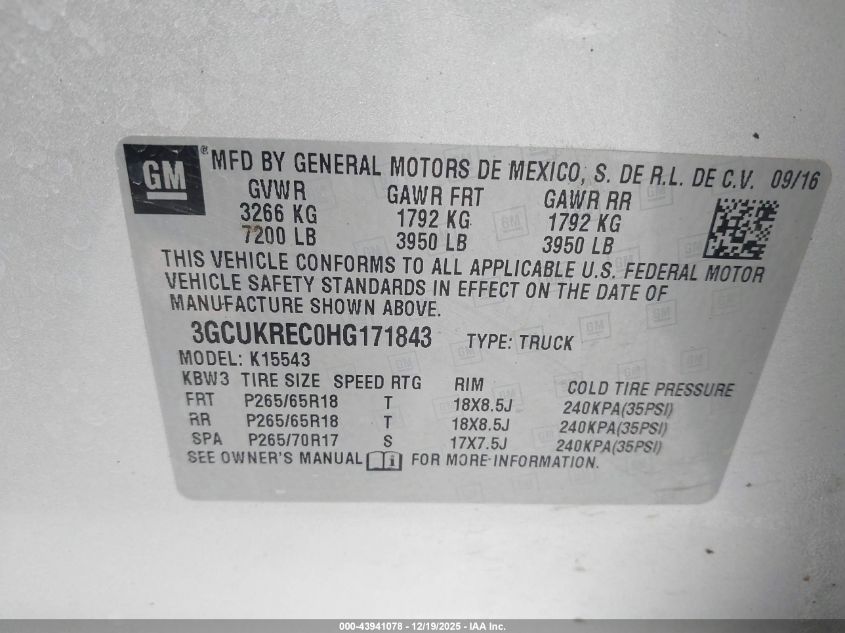 GM ® MFD BY GENERAL MOTORS DE MEXICO, S. DE R.L. DE C.V. 09/16
GVWR GAWR FRT GAWR RR
3266 KG 1792 KG 1792 KG
7200 LB 3950 LB 3950 LB
THIS VEHICLE CONFORMS TO ALL APPLICABLE U.S. FEDERAL MOTOR
VEHICLE SAFETY STANDARDS IN EFFECT ON THE DATE OF
MANUFACTURE SHOWN ABOVE.
3GCUKREC0HG171843 TYPE: TRUCK
MODEL: K15543
KBW3 TIRE SIZE SPEED RTG RIM COLD TIRE PRESSURE
FRT P265/65R18 T 18X8.5J 240KPA(35PSI)
RR P265/65R18 T 18X8.5J 240KPA(35PSI)
SPA P265/70R17 S 17X7.5J 240KPA(35PSI)
SEE OWNER'S MANUAL i FOR MORE INFORMATION.
000-43941078 - 12/19/2025 - IAA Inc.